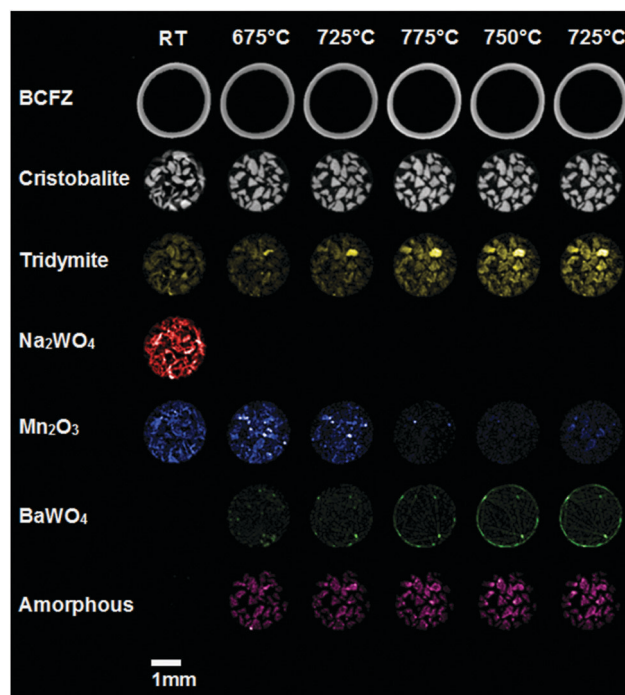 RT 675°C 725°C 775°C 750°C 725°C
BCFZ
Cristobalite
Tridymite
Na₂WO₄
Mn₂O₃
BaWO₄
Amorphous
1mm